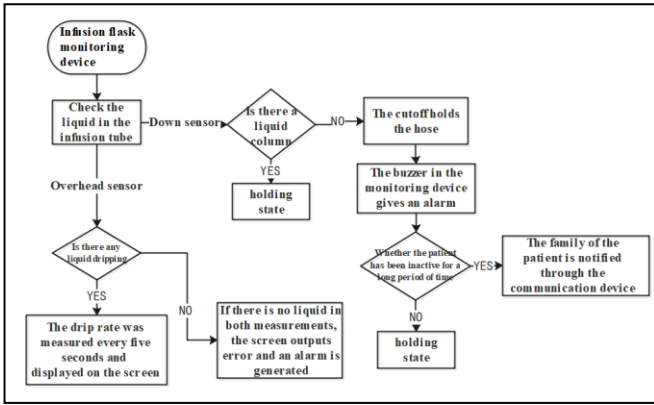 Infusion flask
monitoring
device
Check the
liquid in the
infusion tube
Down sensor
Is there a
liquid
column
NO
The cutoff holds
the hose
YES
holding
state
The buzzer in the
monitoring device
gives an alarm
Overhead sensor
Is there any
liquid dripping
Whether the patient
has been inactive for a
long period of time
YES
The family of the
patient is notified
through the
communication device
YES
NO
NO
The drip rate was
measured every five
seconds and
displayed on the screen
If there is no liquid in
both measurements,
the screen outputs
error and an alarm is
generated
holding
state